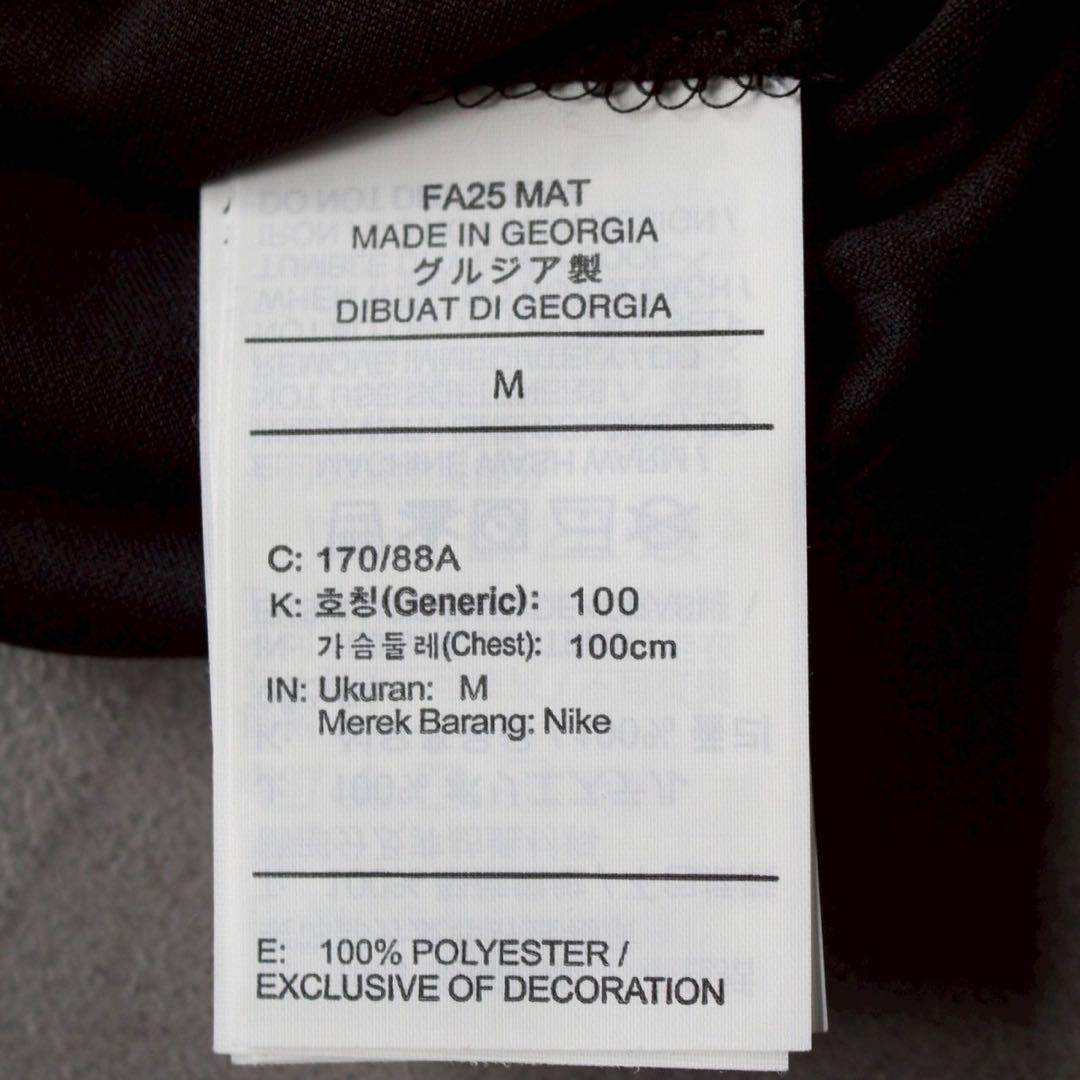 FA25 MAT
MADE IN GEORGIA
グルジア製
DIBUAT DI GEORGIA
M
C: 170/88A
K: 호칭(Generic): 100
가슴둘레(Chest): 100cm
IN: Ukuran: M
Merek Barang: Nike
E: 100% POLYESTER /
EXCLUSIVE OF DECORATION